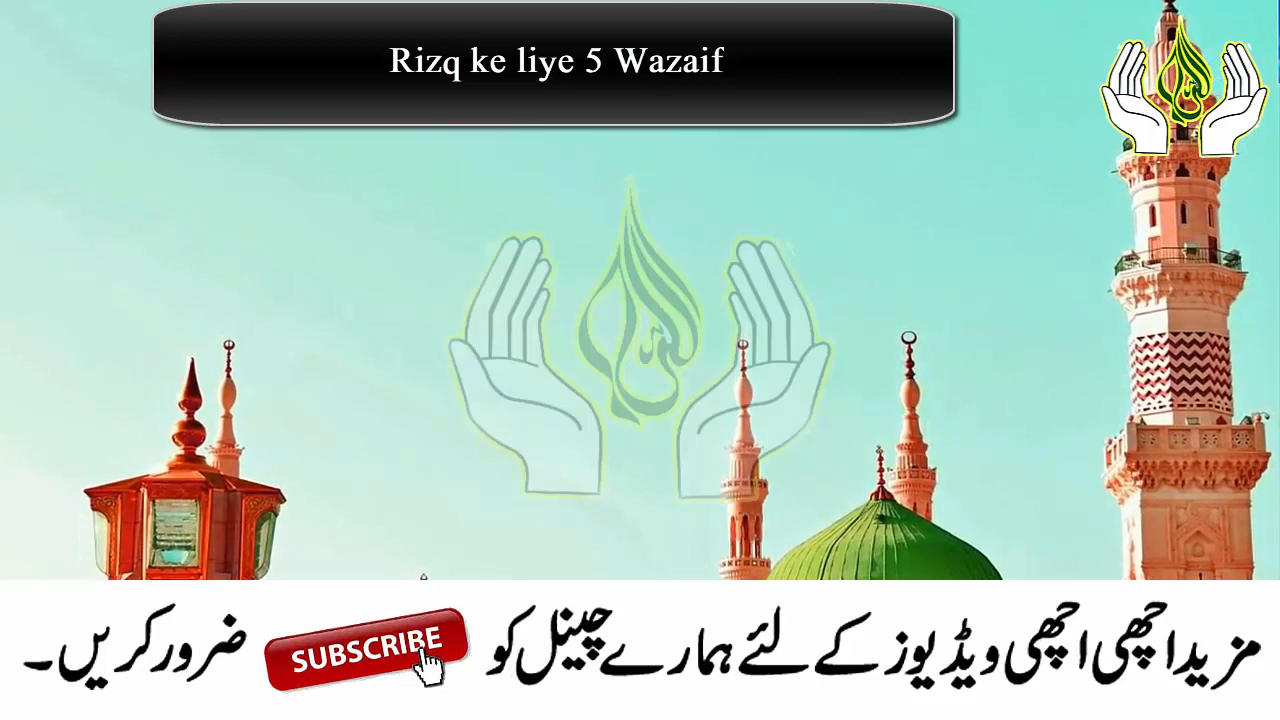 Rizq ke liye 5 Wazaif
مزید اچھی اچھی ویڈیوز کے لئے ہمارے چینل کو SUBSCRIBE ضرور کریں۔